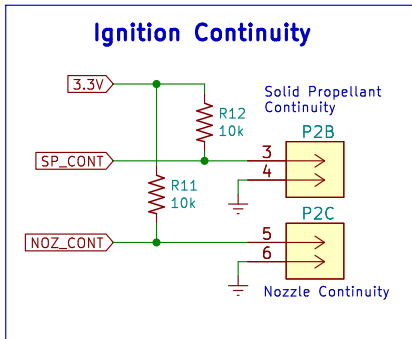 Ignition Continuity
3.3V
Solid Propellant
Continuity
R12
10k
P2B
SP_CONT
3
4
R11
10k
P2C
NOZ_CONT
5
6
Nozzle Continuity